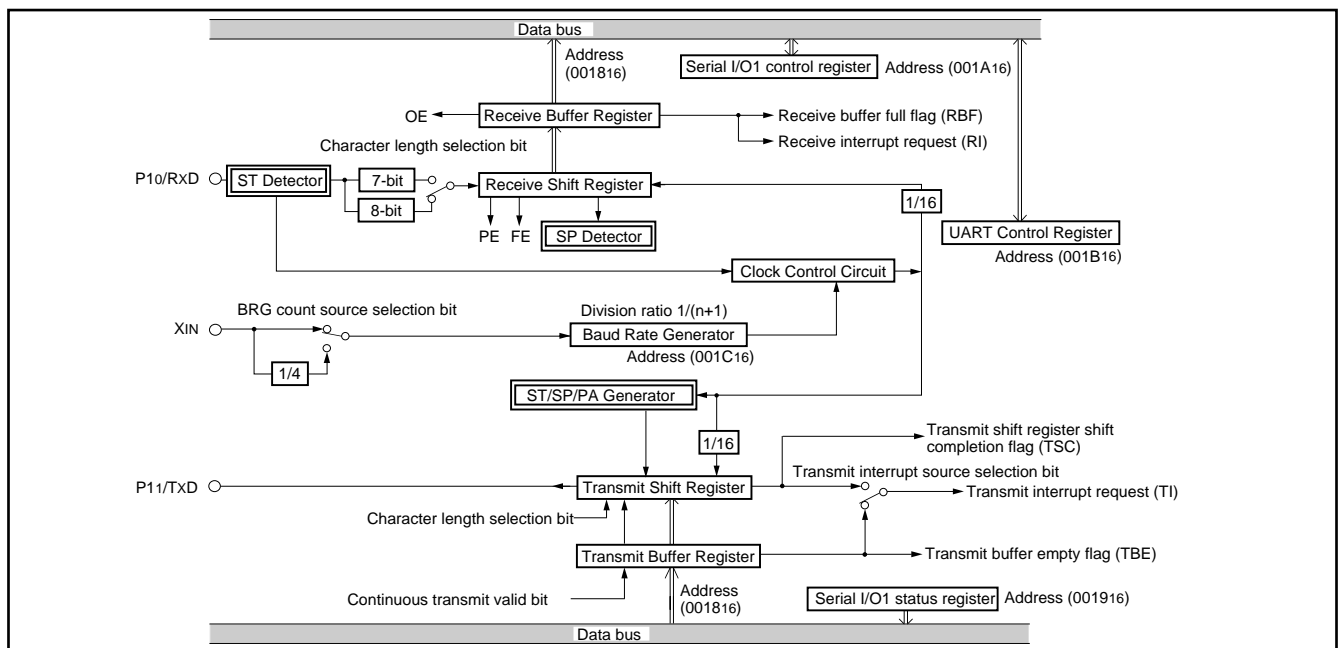 Data bus
Address
(001816)
Serial I/O1 control register
Address (001A16)
OE
Receive Buffer Register
Receive buffer full flag (RBF)
Character length selection bit
Receive interrupt request (RI)
P10/RXD
ST Detector
7-bit
Receive Shift Register
8-bit
1/16
PE
FE
SP Detector
UART Control Register
Address (001B16)
Clock Control Circuit
BRG count source selection bit
Division ratio 1/(n+1)
XIN
Baud Rate Generator
Address (001C16)
1/4
ST/SP/PA Generator
1/16
Transmit shift register shift
completion flag (TSC)
Transmit interrupt source selection bit
P11/TXD
Transmit Shift Register
Transmit interrupt request (TI)
Character length selection bit
Transmit Buffer Register
Transmit buffer empty flag (TBE)
Continuous transmit valid bit
Address
(001816)
Serial I/O1 status register
Address (001916)
Data bus